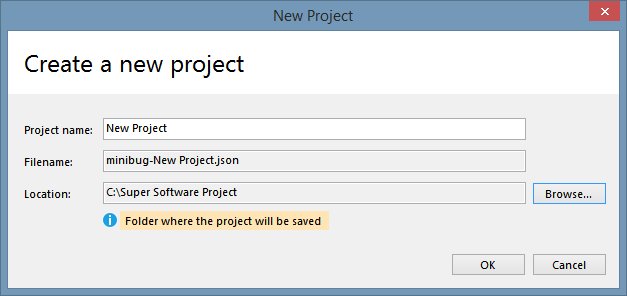 New Project
Create a new project
Project name: New Project
Filename: minibug-New Project.json
Location: C:\Super Software Project Browse...
Folder where the project will be saved
OK Cancel